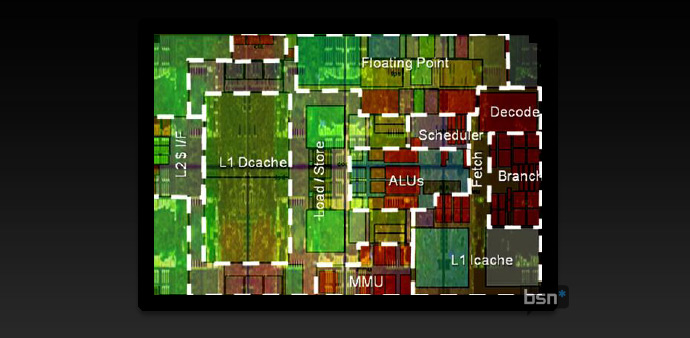 Floating Point
Decode
Scheduler
L2 $ I/F
L1 Dcache
Load / Store
ALUs
Fetch
Branch
L1 Icache
MMU
bsn*